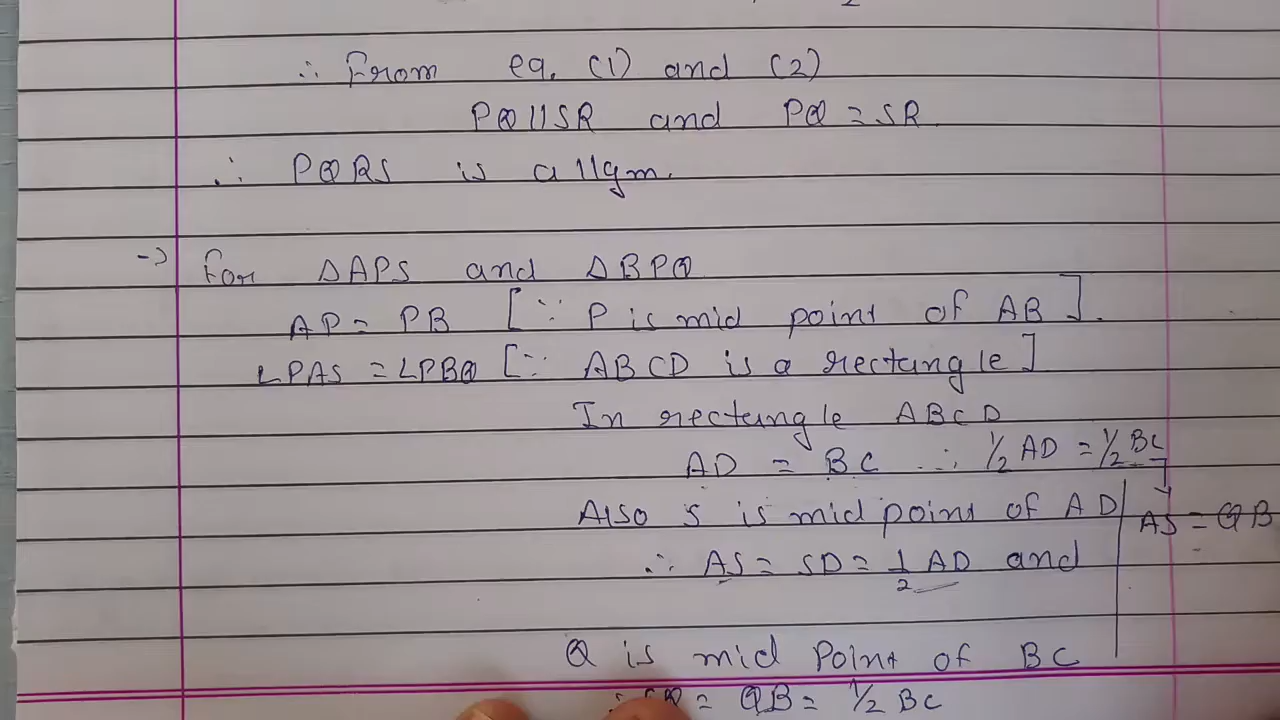 ∴ From eq. (1) and (2)
PQ || SR and PQ = SR.
∴ PQRS is a ||gm.
→ For ΔAPS and ΔBPQ
AP = PB [∵ P is mid point of AB].
∠PAS = ∠PBQ [∵ ABCD is a rectangle]
In rectangle ABCD
AD = BC ∴ 1/2 AD = 1/2 BC
Also S is mid point of AD
AS = QB
∴ AS = SD = 1/2 AD and
Q is mid point of BC
= QB = 1/2 BC